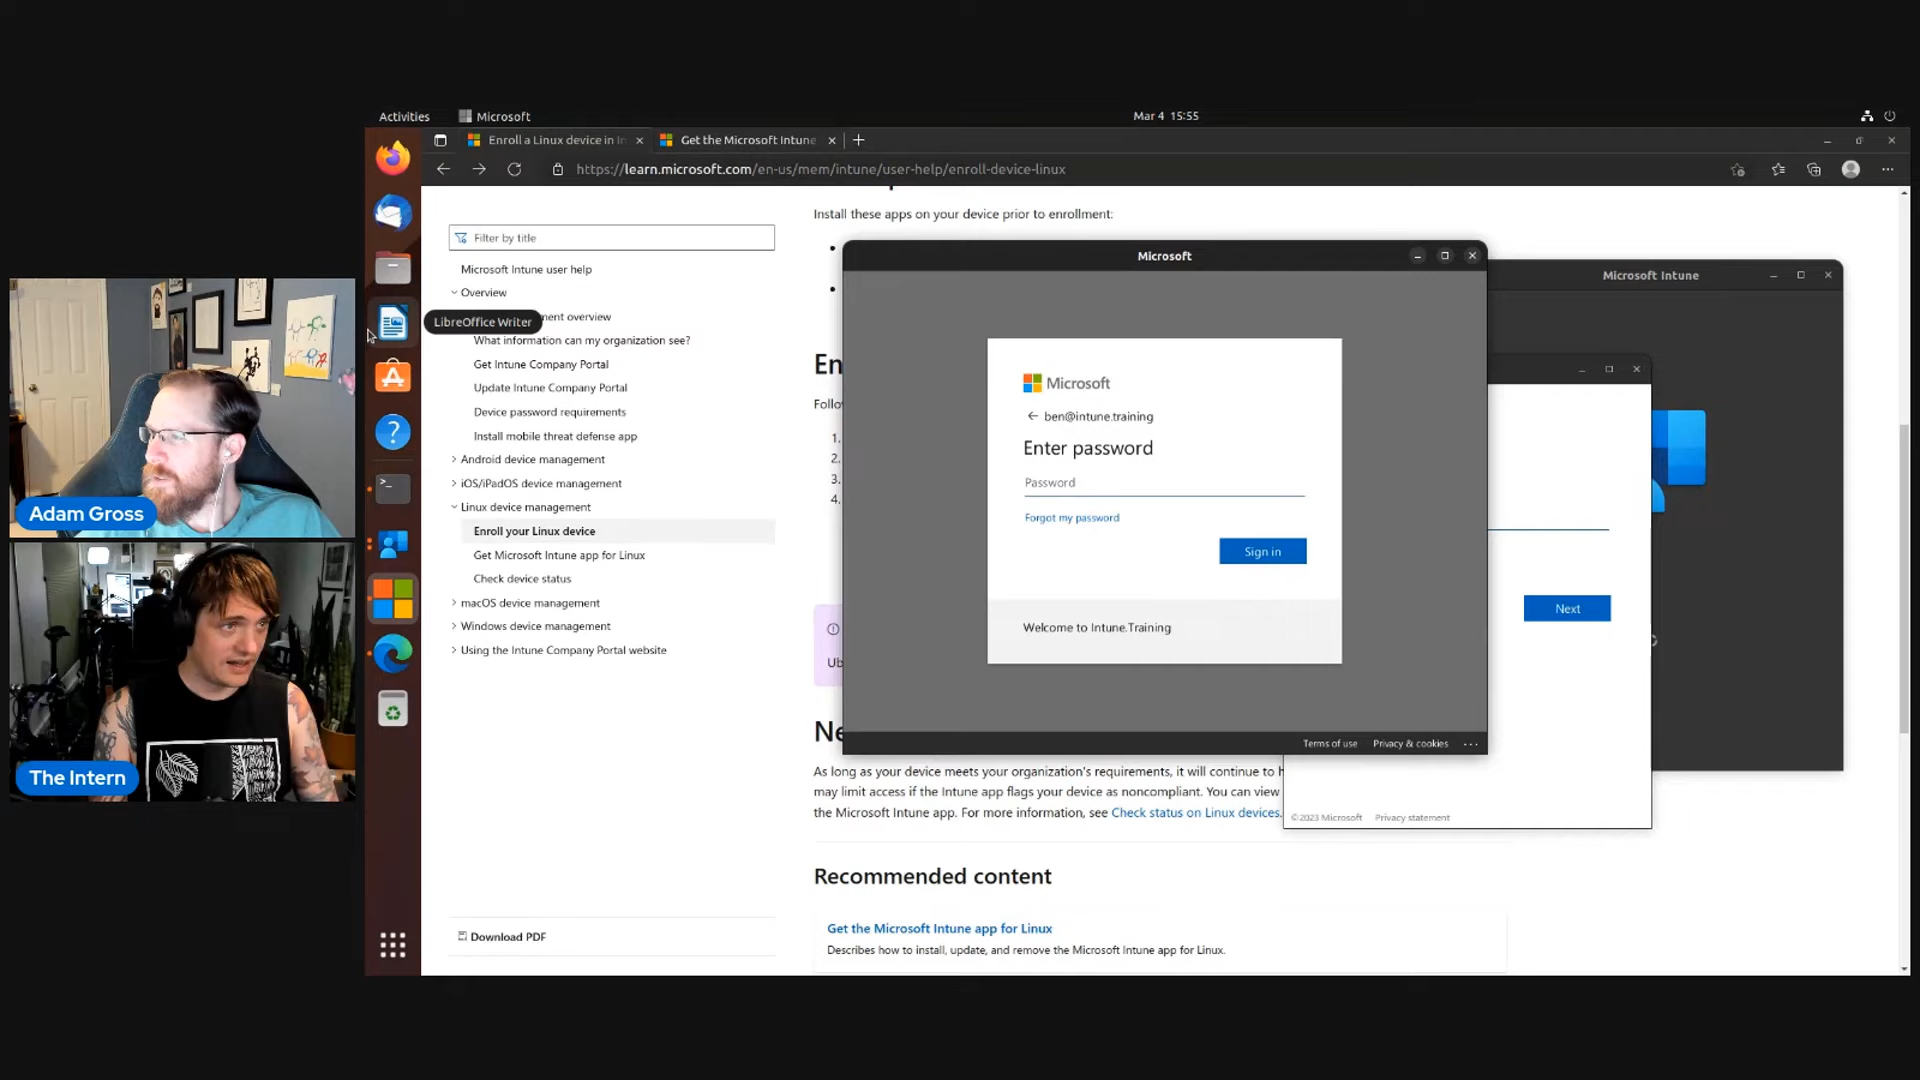 Activities
Microsoft
Mar 4 15:55
Enroll a Linux device in In
Get the Microsoft Intune
https://learn.microsoft.com/en-us/mem/intune/user-help/enroll-device-linux
Filter by title
Microsoft Intune user help
Overview
ment overview
What information can my organization see?
Get Intune Company Portal
Update Intune Company Portal
Device password requirements
Install mobile threat defense app
Android device management
iOS/iPadOS device management
Linux device management
Enroll your Linux device
Get Microsoft Intune app for Linux
Check device status
macOS device management
Windows device management
Using the Intune Company Portal website
Download PDF
LibreOffice Writer
Adam Gross
The Intern
Install these apps on your device prior to enrollment:
En
Follo
1.
2.
3.
4.
Ub
Ne
As long as your device meets your organization's requirements, it will continue to h
may limit access if the Intune app flags your device as noncompliant. You can view
the Microsoft Intune app. For more information, see Check status on Linux devices.
Recommended content
Get the Microsoft Intune app for Linux
Describes how to install, update, and remove the Microsoft Intune app for Linux.
Microsoft
Microsoft
ben@intune.training
Enter password
Password
Forgot my password
Sign in
Welcome to Intune.Training
Terms of use
Privacy & cookies
...
Microsoft Intune
Next
©2023 Microsoft
Privacy statement